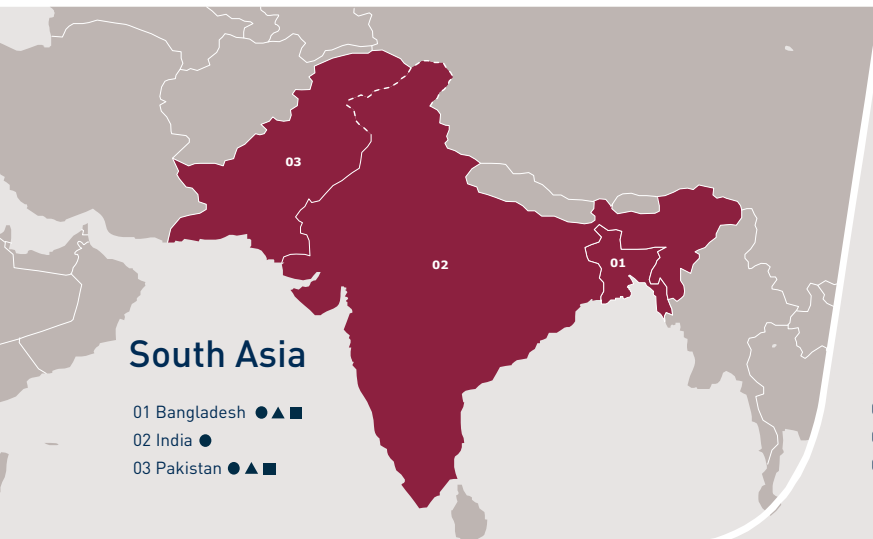 03
02
01
South Asia
01 Bangladesh ●▲■
02 India ●
03 Pakistan ●▲■